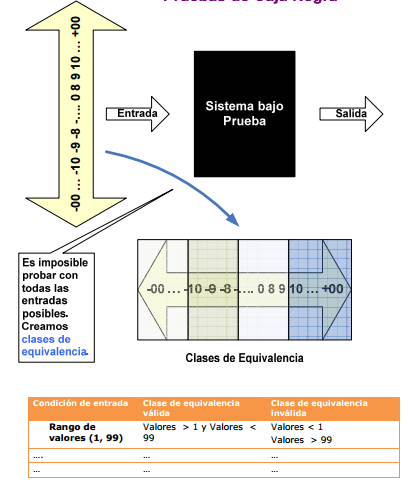 Pruebas de Caja Negra
-00 ... -10 -9 -8 -.... 0 8 9 10 ... +00
Entrada
Sistema bajo
Prueba
Salida
Es imposible
probar con
todas las
entradas
posibles.
Creamos
clases de
equivalencia.
-00 ... -10 -9 -8 -.... 0 8 9 10 ... +00
Clases de Equivalencia
Condición de entrada Clase de equivalencia válida Clase de equivalencia inválida
Rango de valores (1, 99) Valores > 1 y Valores < 99 Valores < 1
Valores > 99
.... ... ...
... ... ...